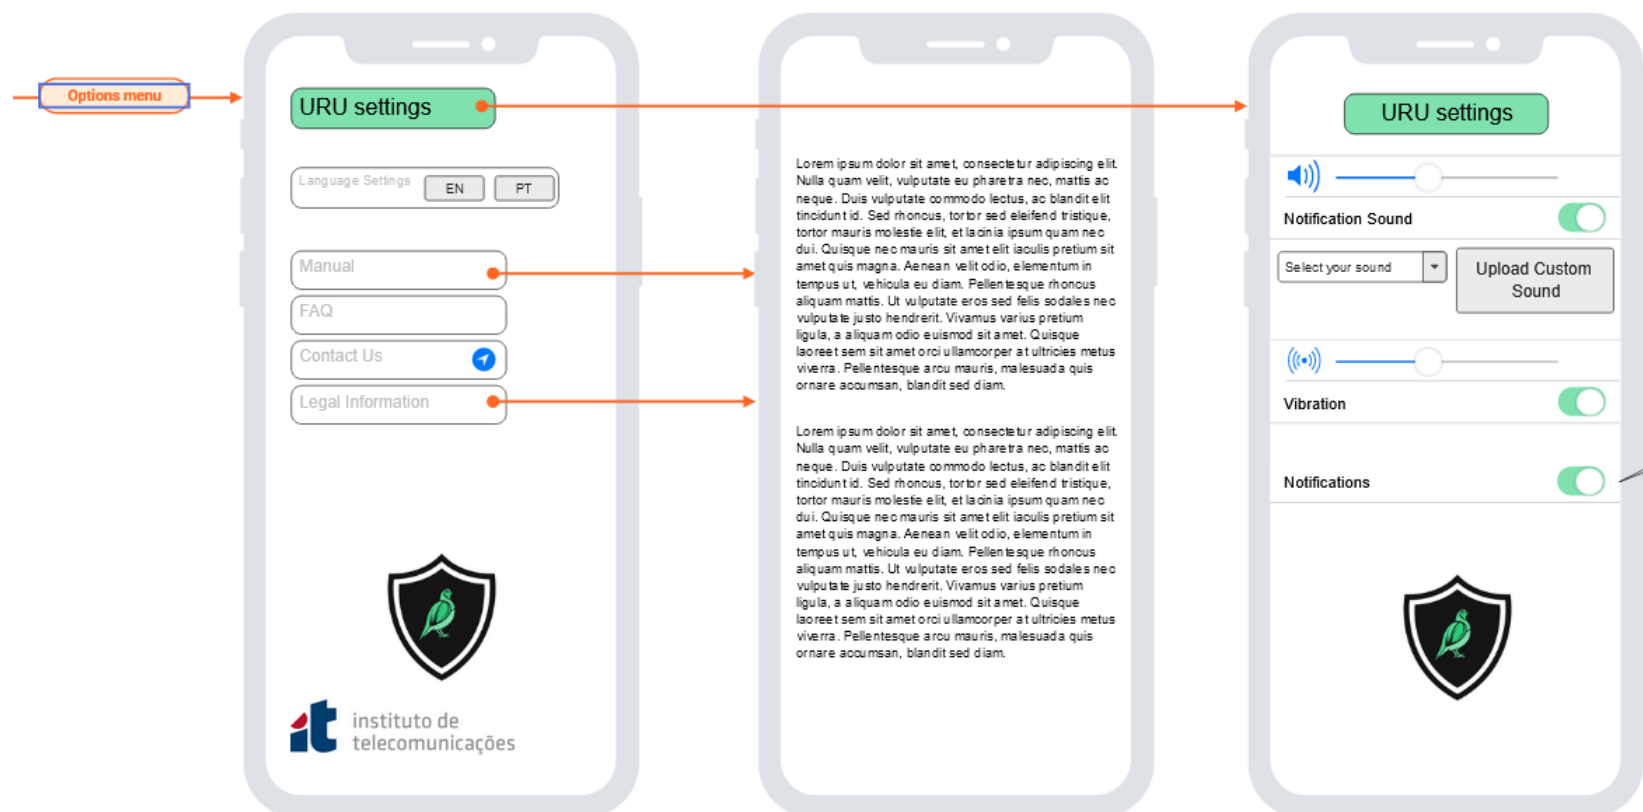 Options menu
URU settings
Language Settings
EN
PT
Manual
FAQ
Contact Us
Legal Information
instituto de
telecomunicações
Lorem ipsum dolor sit amet, consectetur adipiscing elit.
Nulla quam velit, vulputate eu pharetra nec, mattis ac
neque. Duis vulputate commodo lectus, ac blandit elit
tincidunt id. Sed rhoncus, tortor sed eleifend tristique,
tortor mauris molestie elit, et lacinia ipsum quam nec
dui. Quisque nec mauris sit amet elit iaculis pretium sit
amet quis magna. Aenean velit odio, elementum in
tempus ut, vehicula eu diam. Pellentesque rhoncus
aliquam mattis. Ut vulputate eros sed felis sodales nec
vulputate justo hendrerit. Vivamus varius pretium
ligula, a aliquam odio euismod sit amet. Quisque
laoreet sem sit amet orci ullamcorper at ultricies metus
viverra. Pellentesque arcu mauris, malesuada quis
ornare accumsan, blandit sed diam.
Lorem ipsum dolor sit amet, consectetur adipiscing elit.
Nulla quam velit, vulputate eu pharetra nec, mattis ac
neque. Duis vulputate commodo lectus, ac blandit elit
tincidunt id. Sed rhoncus, tortor sed eleifend tristique,
tortor mauris molestie elit, et lacinia ipsum quam nec
dui. Quisque nec mauris sit amet elit iaculis pretium sit
amet quis magna. Aenean velit odio, elementum in
tempus ut, vehicula eu diam. Pellentesque rhoncus
aliquam mattis. Ut vulputate eros sed felis sodales nec
vulputate justo hendrerit. Vivamus varius pretium
ligula, a aliquam odio euismod sit amet. Quisque
laoreet sem sit amet orci ullamcorper at ultricies metus
viverra. Pellentesque arcu mauris, malesuada quis
ornare accumsan, blandit sed diam.
URU settings
Notification Sound
Select your sound
Upload Custom
Sound
Vibration
Notifications